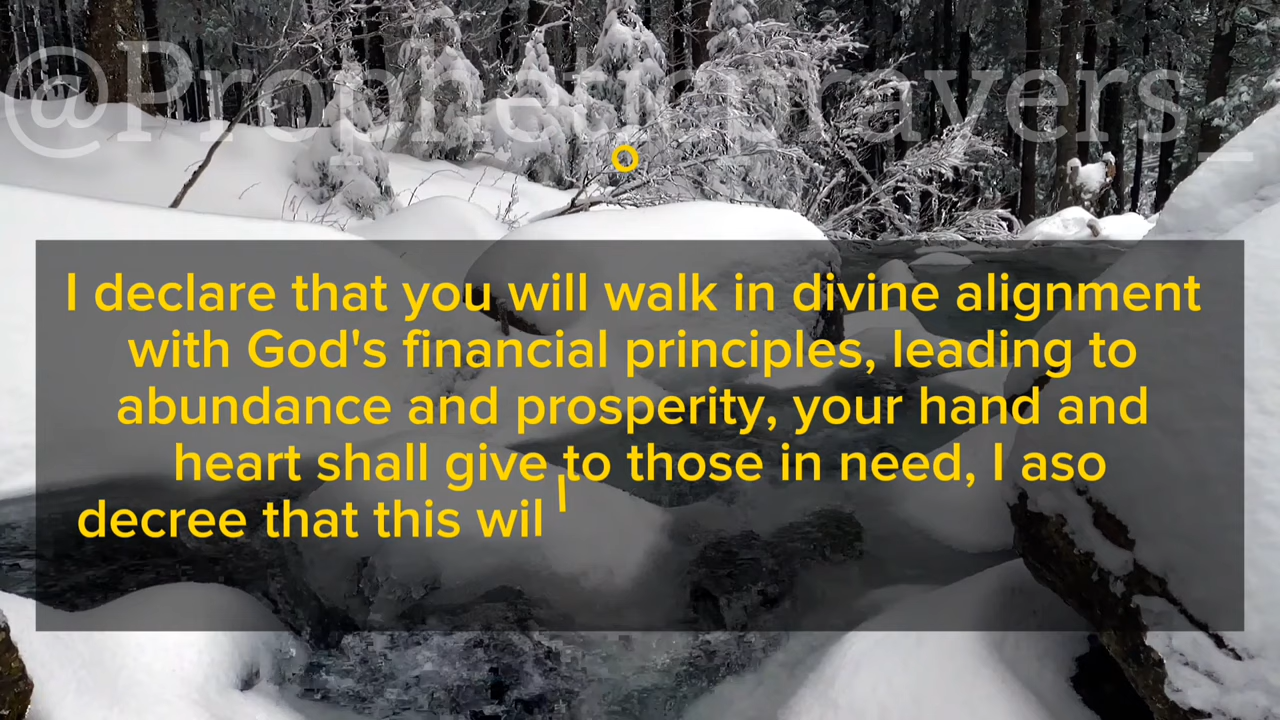 @Propheticprayers_
I declare that you will walk in divine alignment
with God's financial principles, leading to
abundance and prosperity, your hand and
heart shall give to those in need, I aso
decree that this wil l
o